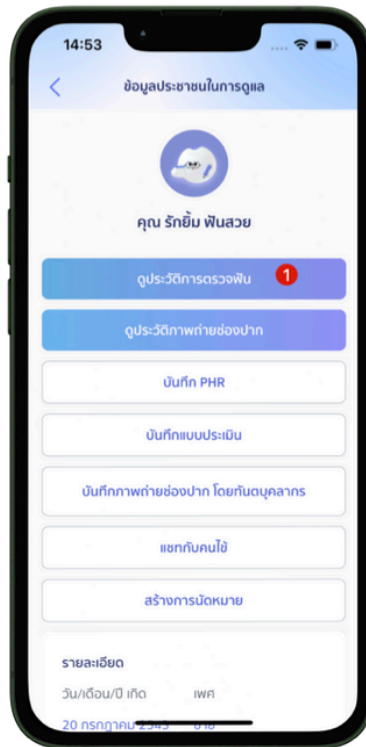 14:53
ข้อมูลประชาชนในการดูแล
คุณ รักยิ้ม ฟันสวย
ดูประวัติการตรวจฟัน 1
ดูประวัติภาพถ่ายช่องปาก
บันทึก PHR
บันทึกแบบประเมิน
บันทึกภาพถ่ายช่องปาก โดยทันตบุคลากร
แชทกับคนไข้
สร้างการนัดหมาย
รายละเอียด
วัน/เดือน/ปี เกิด เพศ
20 กรกฎาคม 2543 ชาย